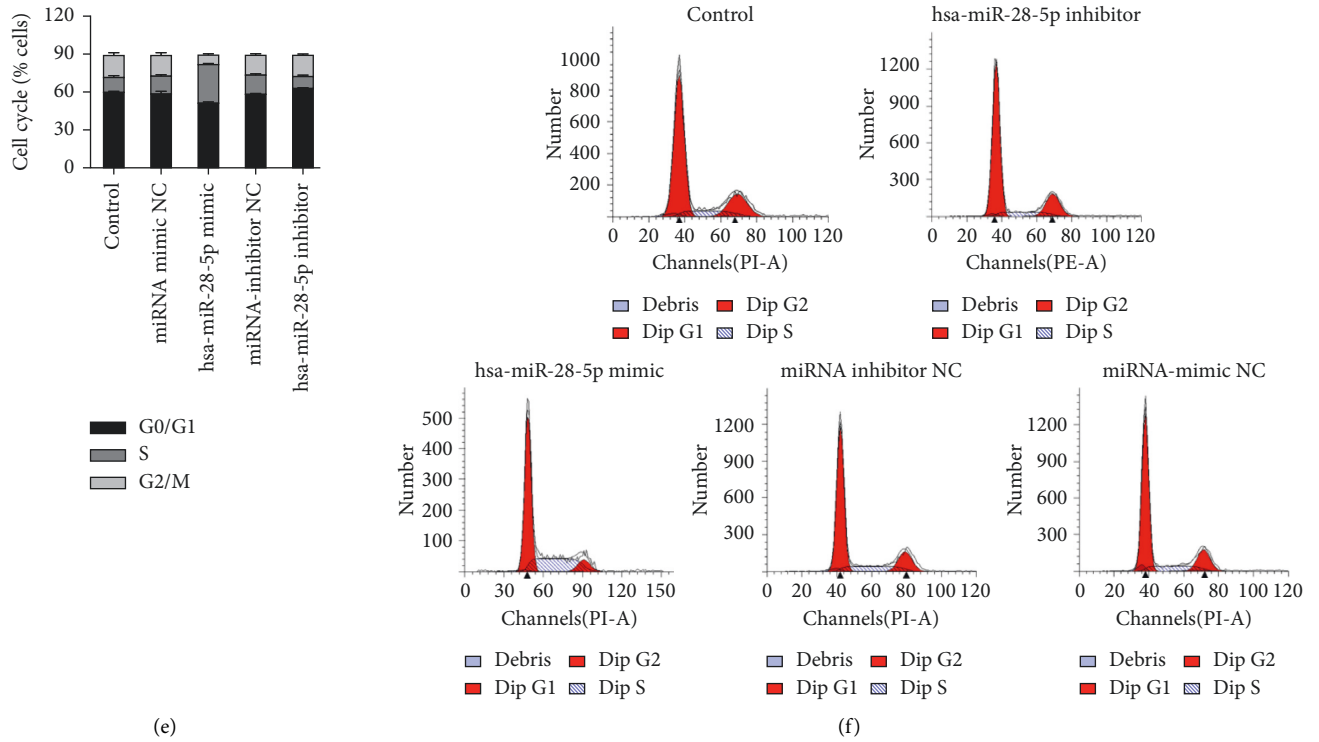 Cell cycle (% cells)
120
90
60
30
0
Control
miRNA mimic NC
hsa-miR-28-5p mimic
miRNA-inhibitor NC
hsa-miR-28-5p inhibitor
G0/G1
S
G2/M
(e)
Control
Number
1000
800
600
400
200
0 20 40 60 80 100 120
Channels(PI-A)
Debris Dip G2
Dip G1 Dip S
hsa-miR-28-5p inhibitor
Number
1200
900
600
300
0 20 40 60 80 100 120
Channels(PE-A)
Debris Dip G2
Dip G1 Dip S
hsa-miR-28-5p mimic
Number
500
400
300
200
100
0 30 60 90 120 150
Channels(PI-A)
Debris Dip G2
Dip G1 Dip S
miRNA inhibitor NC
Number
1200
900
600
300
0 20 40 60 80 100 120
Channels(PI-A)
Debris Dip G2
Dip G1 Dip S
miRNA-mimic NC
Number
1200
900
600
300
0 20 40 60 80 100 120
Channels(PI-A)
Debris Dip G2
Dip G1 Dip S
(f)